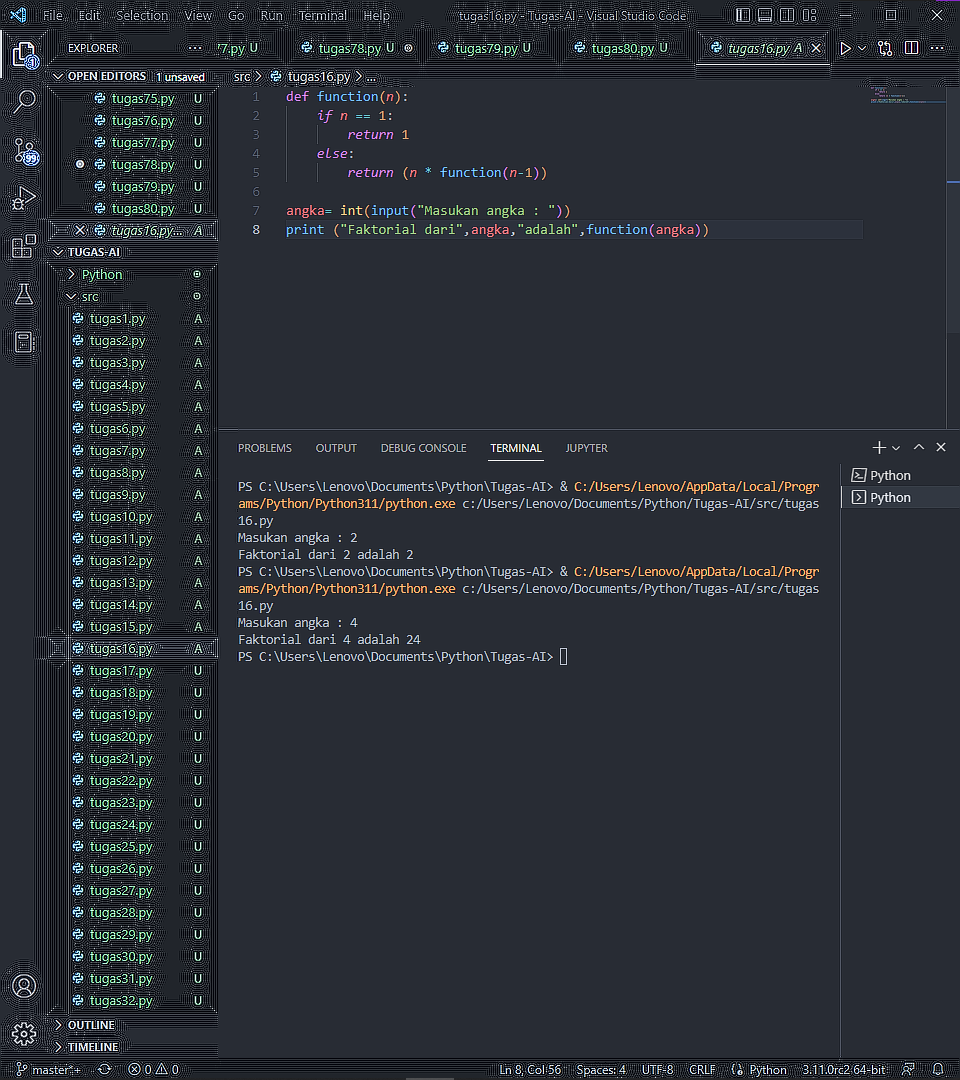 File Edit Selection View Go Run Terminal Help tugas16.py - Tugas-AI - Visual Studio Code
EXPLORER ... 77.py U tugas78.py U tugas79.py U tugas80.py U tugas16.py A
OPEN EDITORS 1 unsaved
src > tugas16.py > ...
tugas75.py U
tugas76.py U
tugas77.py U
tugas78.py U
tugas79.py U
tugas80.py U
tugas16.py... A
TUGAS-AI
Python
src
tugas1.py A
tugas2.py A
tugas3.py A
tugas4.py A
tugas5.py A
tugas6.py A
tugas7.py A
tugas8.py A
tugas9.py A
tugas10.py A
tugas11.py A
tugas12.py A
tugas13.py A
tugas14.py A
tugas15.py A
tugas16.py A
tugas17.py U
tugas18.py U
tugas19.py U
tugas20.py U
tugas21.py U
tugas22.py U
tugas23.py U
tugas24.py U
tugas25.py U
tugas26.py U
tugas27.py U
tugas28.py U
tugas29.py U
tugas30.py U
tugas31.py U
tugas32.py U
OUTLINE
TIMELINE
1
99
1 def function(n):
2     if n == 1:
3         return 1
4     else:
5         return (n * function(n-1))
6
7 angka= int(input("Masukan angka : "))
8 print ("Faktorial dari",angka,"adalah",function(angka))
PROBLEMS OUTPUT DEBUG CONSOLE TERMINAL JUPYTER
PS C:\Users\Lenovo\Documents\Python\Tugas-AI> & C:/Users/Lenovo/AppData/Local/Progr
ams/Python/Python311/python.exe c:/Users/Lenovo/Documents/Python/Tugas-AI/src/tugas
16.py
Masukan angka : 2
Faktorial dari 2 adalah 2
PS C:\Users\Lenovo\Documents\Python\Tugas-AI> & C:/Users/Lenovo/AppData/Local/Progr
ams/Python/Python311/python.exe c:/Users/Lenovo/Documents/Python/Tugas-AI/src/tugas
16.py
Masukan angka : 4
Faktorial dari 4 adalah 24
PS C:\Users\Lenovo\Documents\Python\Tugas-AI>
Python
Python
master*+ 0 0 Ln 8, Col 56 Spaces: 4 UTF-8 CRLF Python 3.11.0rc2 64-bit